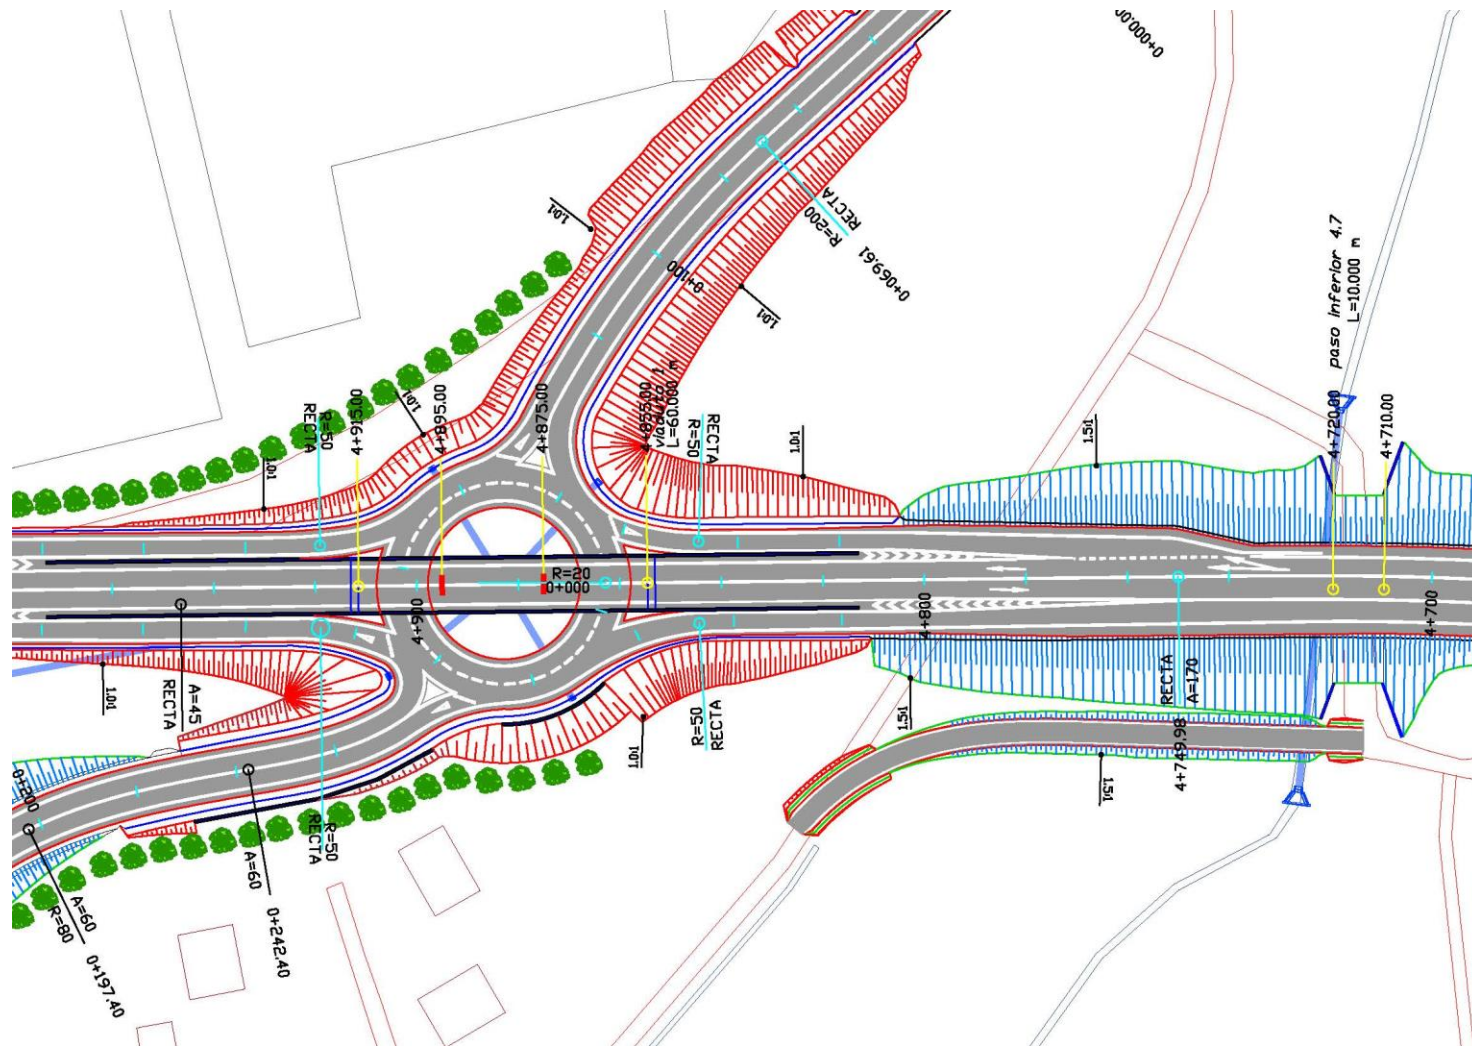 0+000.00
1.0:1
RECTA
R=200
0+069.61
0+100
1.0:1
paso inferior 4.7
L=10.000 m
4+720.00
4+710.00
1.0:1
R=50
RECTA
4+915.00
4+895.00
4+875.00
4+855.00
viaducto 1
L=60.000 m
RECTA
R=50
1.0:1
1.0:1
1.5:1
R=20
0+000
4+900
4+800
4+700
1.0:1
A=45
RECTA
R=50
RECTA
1.0:1
1.5:1
RECTA
A=170
4+749.98
1.5:1
0+200
R=50
RECTA
A=60
0+242.40
A=60
R=80
0+197.40